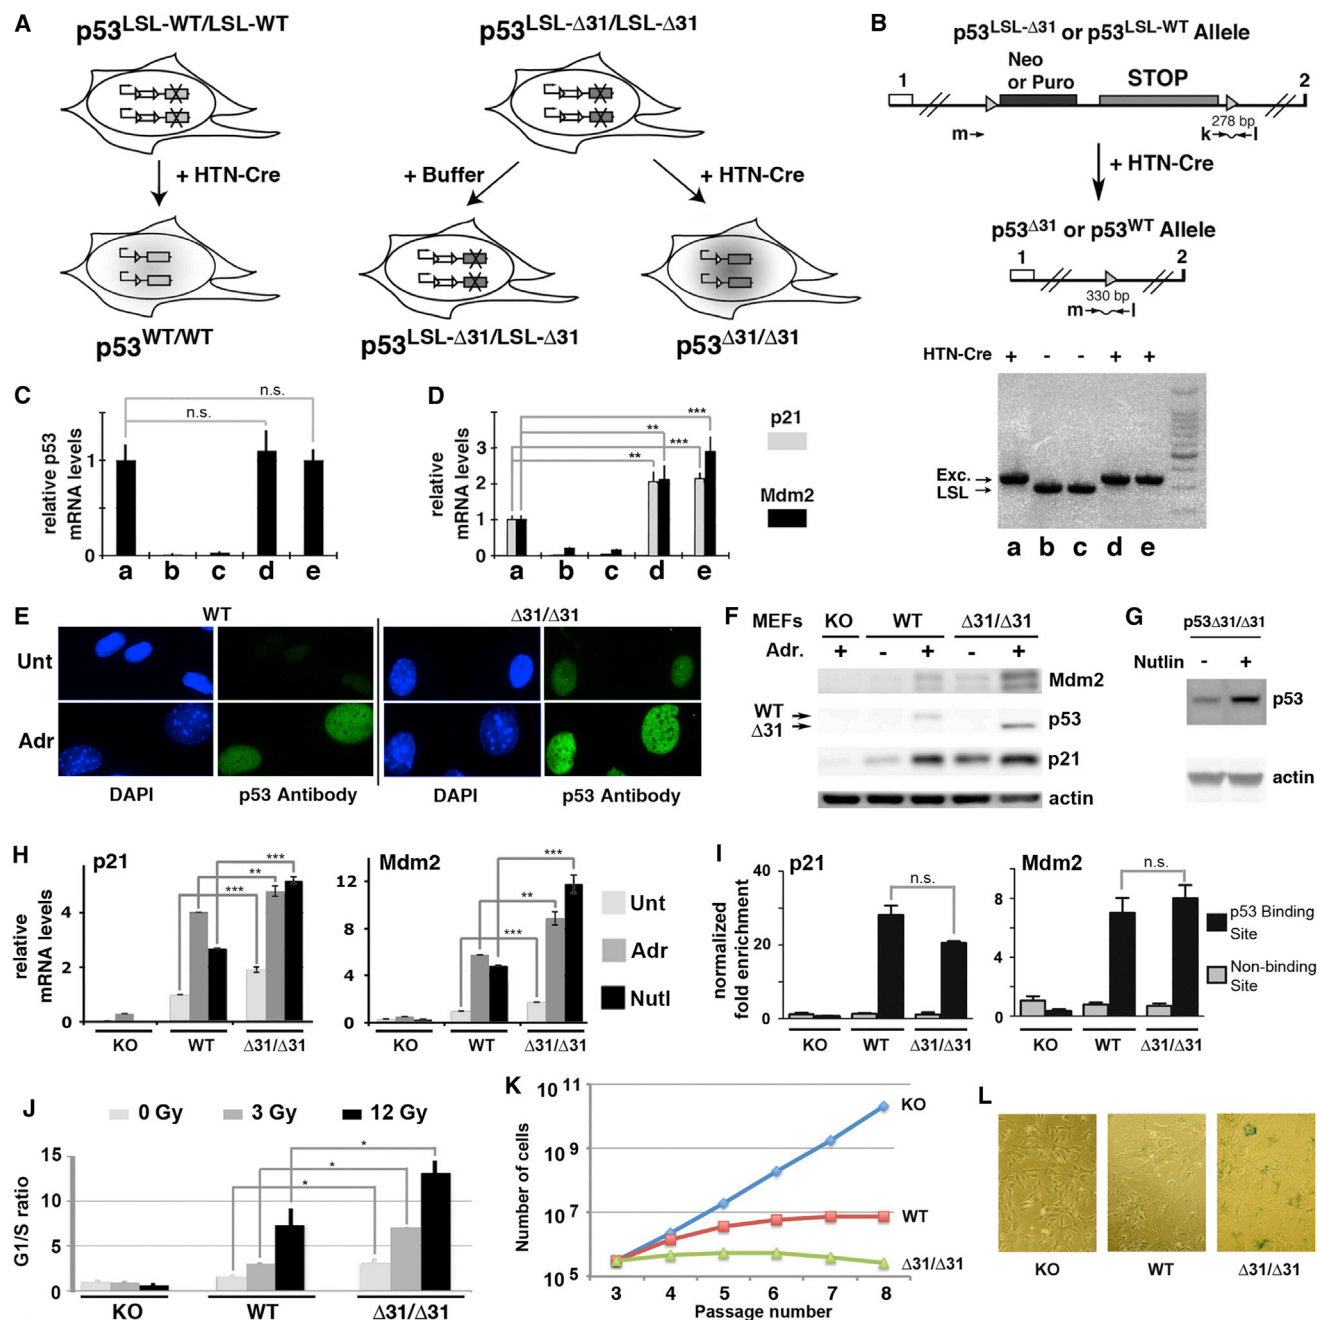 A
p53LSL-WT/LSL-WT
p53LSL-Δ31/LSL-Δ31
+ HTN-Cre
+ Buffer
+ HTN-Cre
p53WT/WT
p53LSL-Δ31/LSL-Δ31
p53Δ31/Δ31
B
p53LSL-Δ31 or p53LSL-WT Allele
1
Neo
or Puro
STOP
2
278 bp
m
k
l
+ HTN-Cre
p53Δ31 or p53WT Allele
1
2
330 bp
m
l
HTN-Cre + - - + +
Exc.
LSL
a b c d e
C
n.s.
n.s.
relative p53
mRNA levels
1
0
a b c d e
D
***
**
***
**
relative
mRNA levels
3
2
1
0
a b c d e
p21
Mdm2
E
WT
Δ31/Δ31
Unt
Adr
DAPI
p53 Antibody
DAPI
p53 Antibody
F
MEFs KO WT Δ31/Δ31
Adr. + - + - +
Mdm2
WT
Δ31
p53
p21
actin
G
p53Δ31/Δ31
Nutlin - +
p53
actin
H
p21
***
**
***
relative
mRNA levels
4
2
0
KO WT Δ31/Δ31
Mdm2
***
**
***
12
8
4
0
KO WT Δ31/Δ31
Unt
Adr
Nutl
I
p21
n.s.
normalized
fold enrichment
40
20
0
KO WT Δ31/Δ31
Mdm2
n.s.
8
4
0
KO WT Δ31/Δ31
p53 Binding
Site
Non-binding
Site
J
0 Gy
3 Gy
12 Gy
*
*
*
G1/S ratio
15
10
5
0
KO WT Δ31/Δ31
K
Number of cells
10 11
10 9
10 7
10 5
KO
WT
Δ31/Δ31
3 4 5 6 7 8
Passage number
L
KO WT Δ31/Δ31